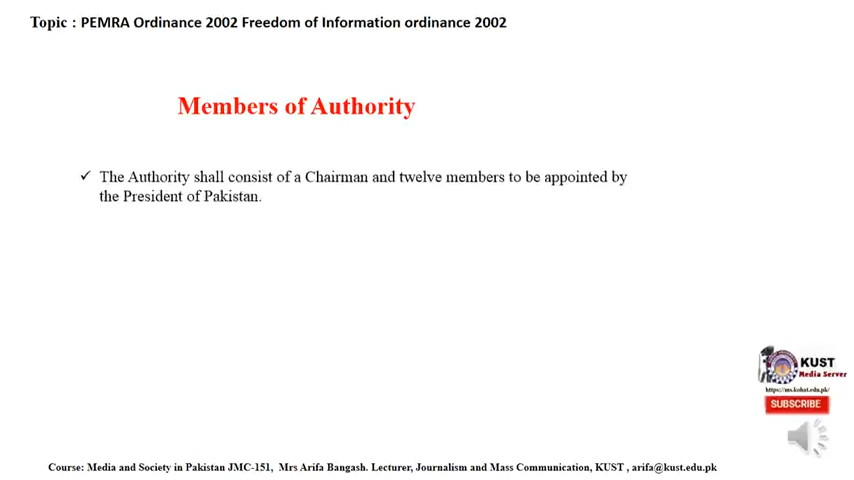 Topic : PEMRA Ordinance 2002 Freedom of Information ordinance 2002
Members of Authority
✓ The Authority shall consist of a Chairman and twelve members to be appointed by
the President of Pakistan.
KUST
Media Server
https://ms.kohat.edu.pk/
SUBSCRIBE
Course: Media and Society in Pakistan JMC-151, Mrs Arifa Bangash. Lecturer, Journalism and Mass Communication, KUST , arifa@kust.edu.pk